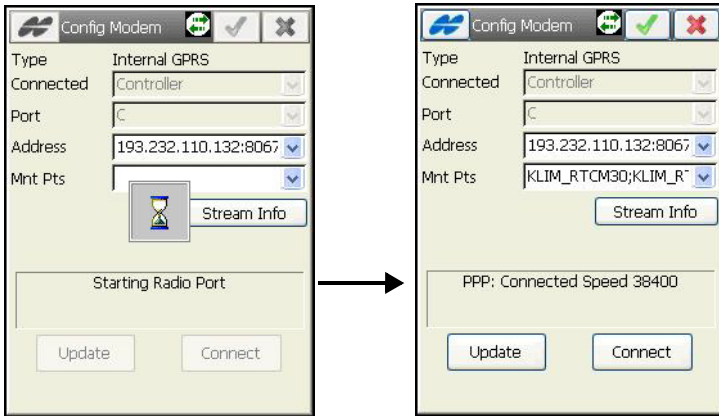 Config Modem
Type Internal GPRS
Connected Controller
Port C
Address 193.232.110.132:8067
Mnt Pts
Stream Info
Starting Radio Port
Update Connect
Config Modem
Type Internal GPRS
Connected Controller
Port C
Address 193.232.110.132:8067
Mnt Pts KLIM_RTCM30;KLIM_R
Stream Info
PPP: Connected Speed 38400
Update Connect